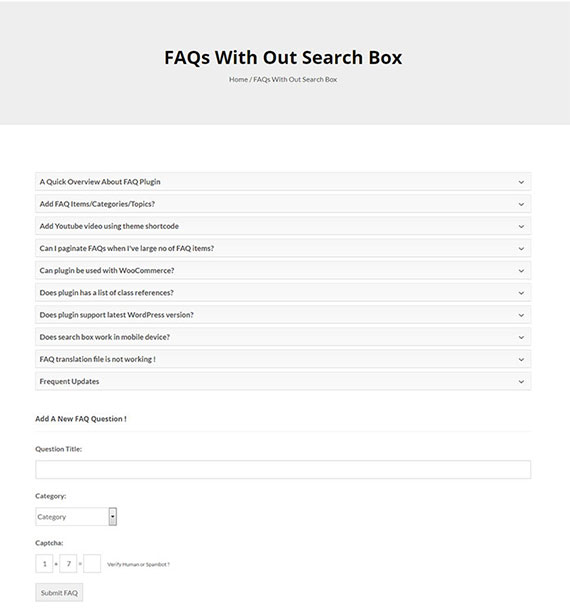 FAQs With Out Search Box
Home / FAQs With Out Search Box
A Quick Overview About FAQ Plugin
Add FAQ Items/Categories/Topics?
Add Youtube video using theme shortcode
Can I paginate FAQs when I've large no of FAQ items?
Can plugin be used with WooCommerce?
Does plugin has a list of class references?
Does plugin support latest WordPress version?
Does search box work in mobile device?
FAQ translation file is not working !
Frequent Updates
Add A New FAQ Question !
Question Title:
Category:
Category
Captcha:
1 + 7 = Verify Human or Spambot ?
Submit FAQ